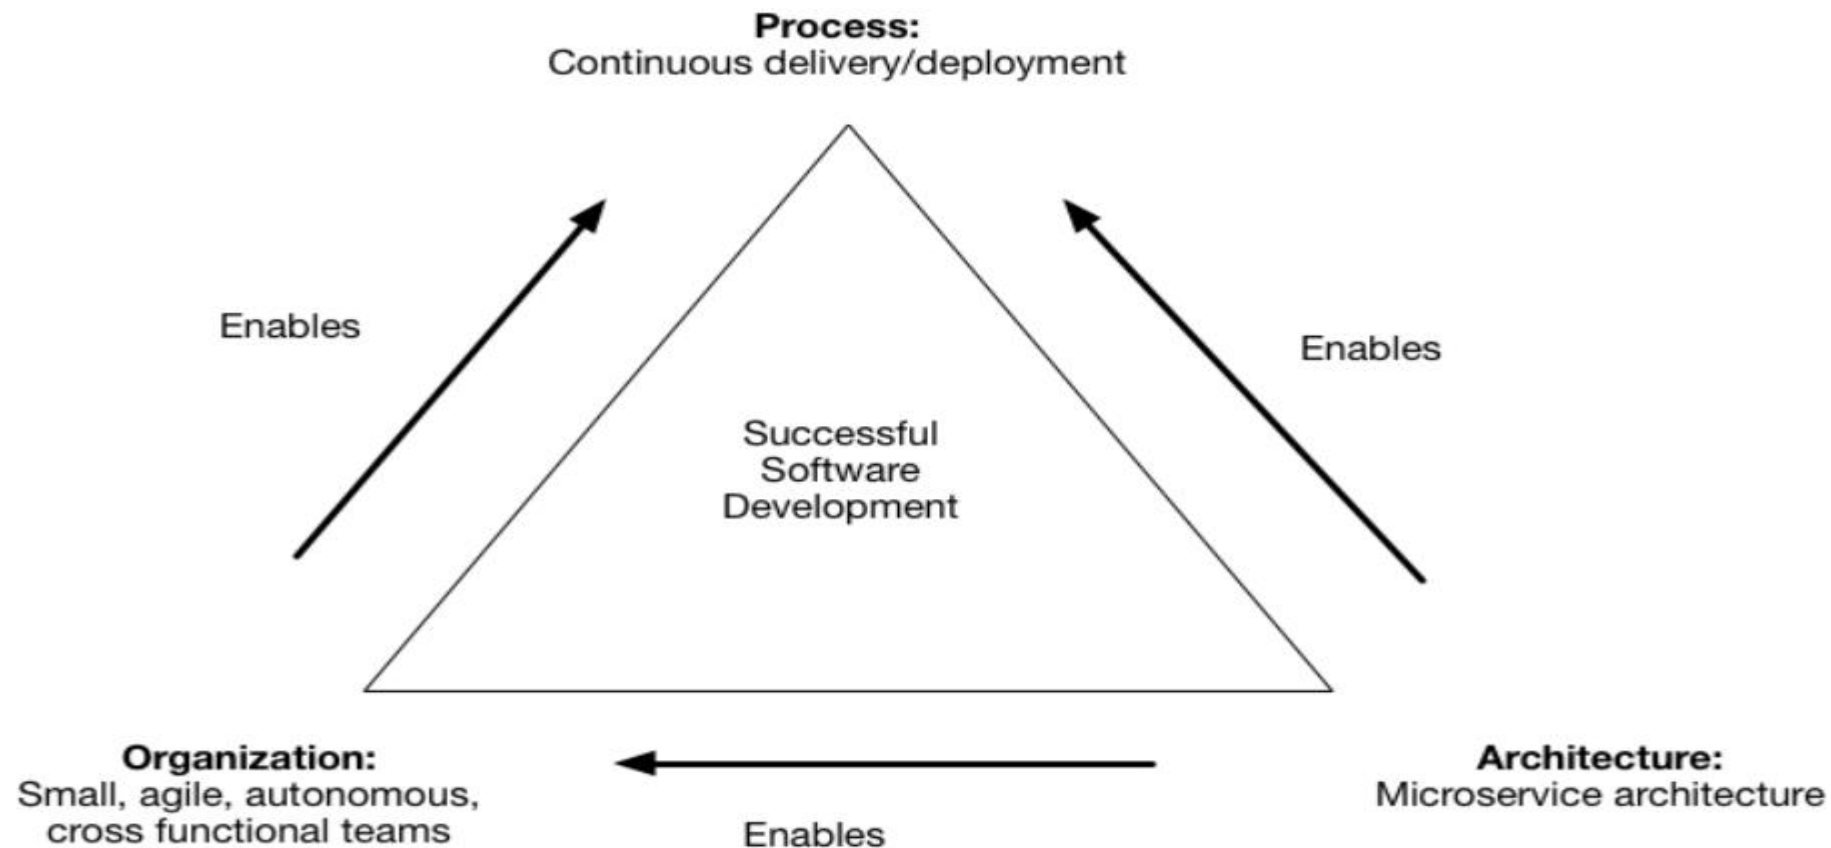 Process:
Continuous delivery/deployment
Enables
Enables
Successful
Software
Development
Organization:
Small, agile, autonomous,
cross functional teams
Enables
Architecture:
Microservice architecture